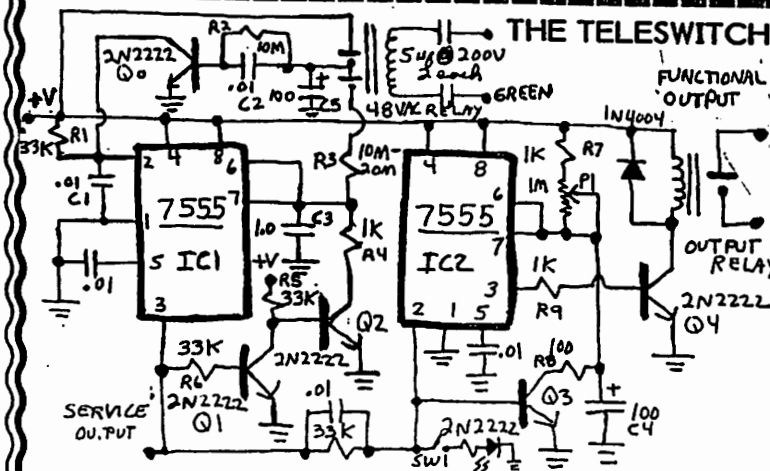 THE TELESWITCH
R2
10M
2N2222
Q0
.01
C2
100
C5
5uf @ 200V
2 each
GREEN
48VAC RELAY
FUNCTIONAL
OUTPUT
1N4004
+V
33K
R1
.01
C1
2
4
8
6
7
1
5
3
7555
IC1
.01
R3
10M-
20M
1.0
C3
1K
R4
+V
R5
33K
Q2
2N2222
4
8
6
7
3
2
1
5
7555
IC2
1K
R7
1M
P1
1K
R9
.01
OUTPUT
RELAY
2N2222
Q4
33K
R6
2N2222
Q1
SERVICE
OUTPUT
.01
33K
R8
100
Q3
2N2222
SW1
+
100
C4